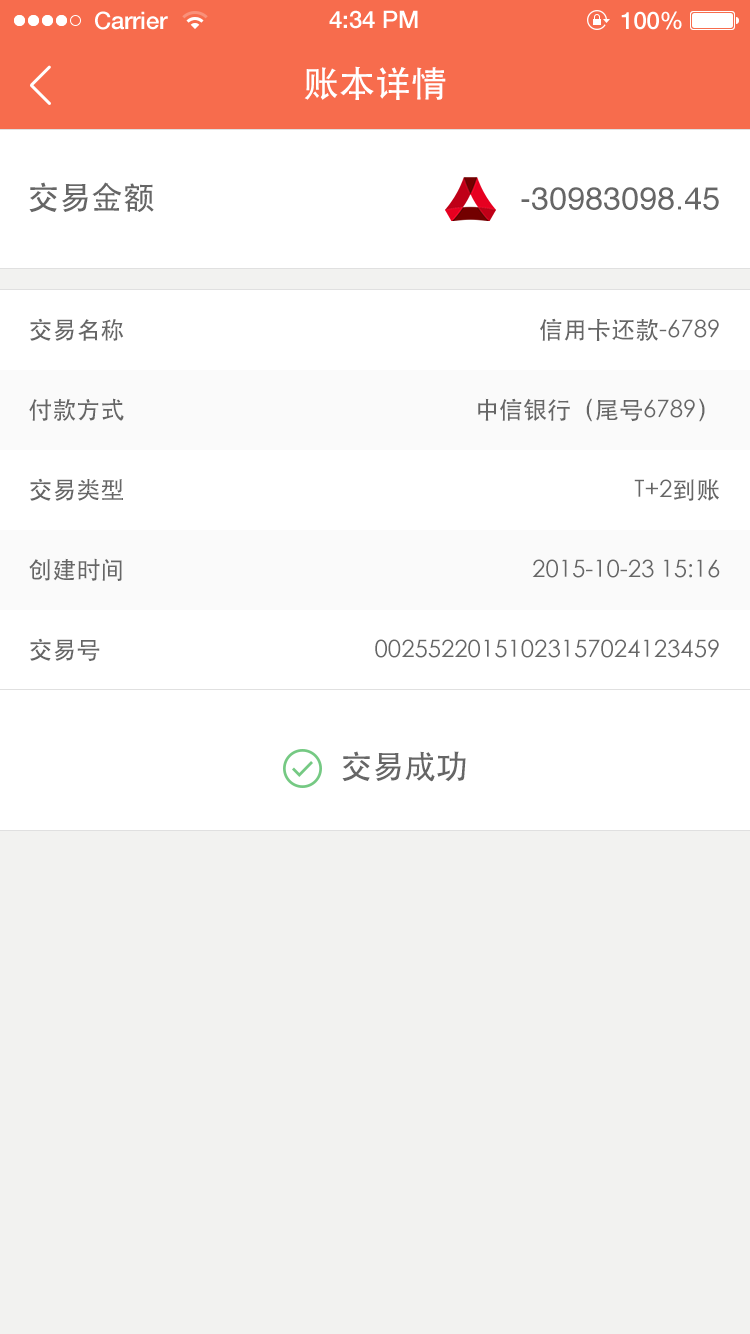 Carrier 4:34 PM 100%
账本详情
交易金额 -30983098.45
交易名称 信用卡还款-6789
付款方式 中信银行（尾号6789）
交易类型 T+2到账
创建时间 2015-10-23 15:16
交易号 00255220151023157024123459
交易成功